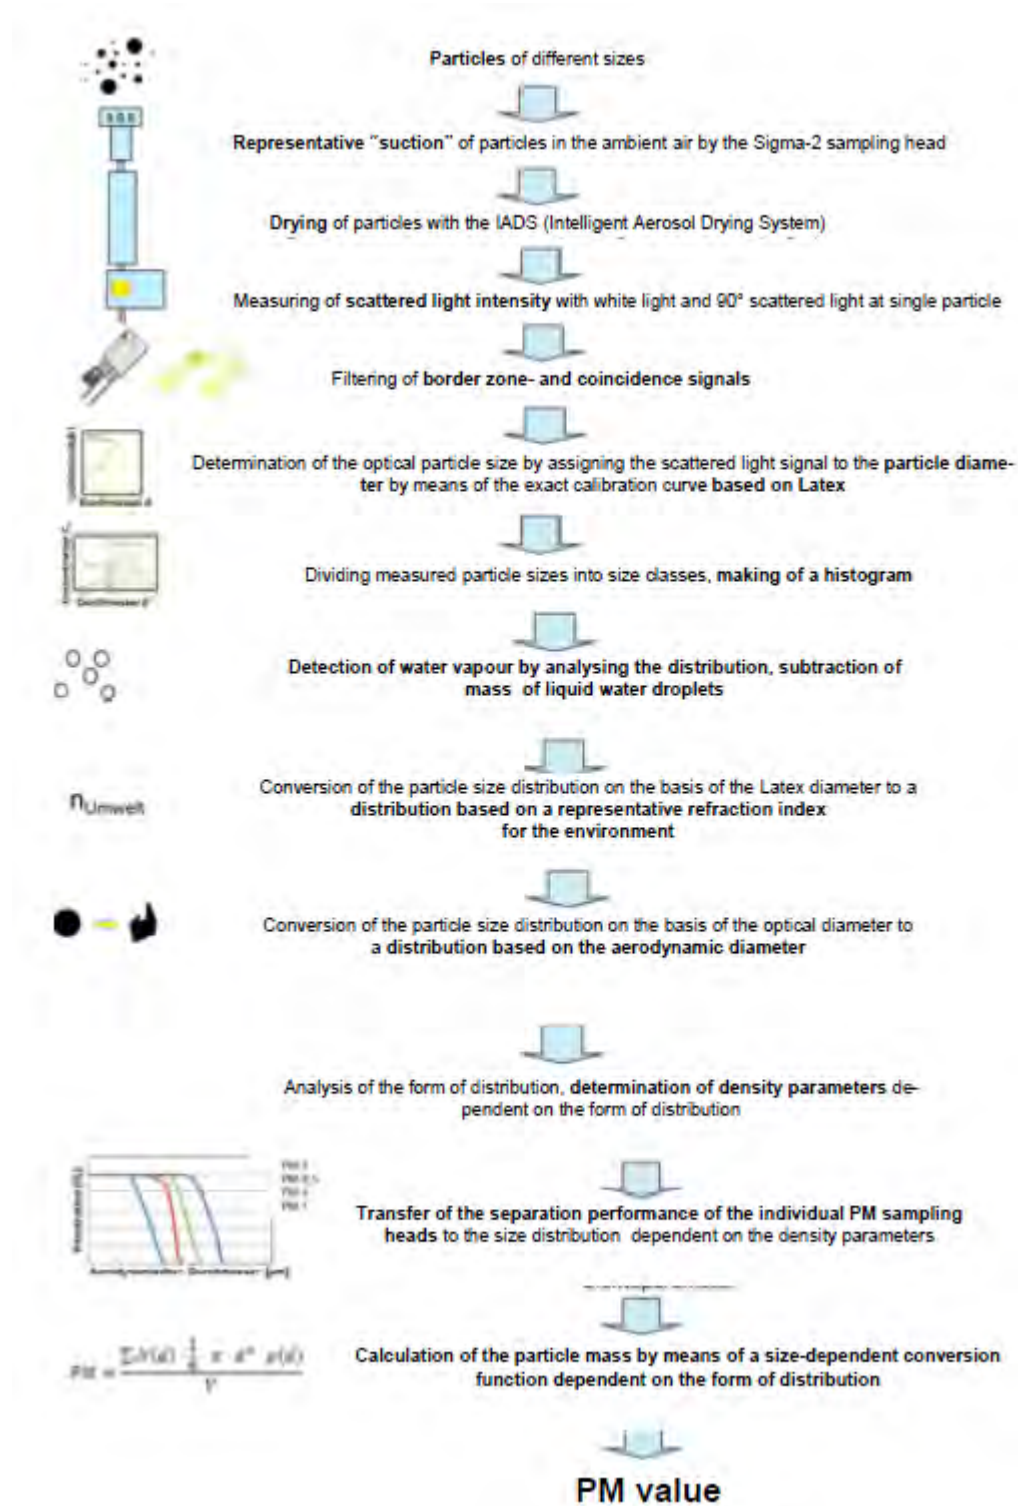 Particles of different sizes
Representative "suction" of particles in the ambient air by the Sigma-2 sampling head
Drying of particles with the IADS (Intelligent Aerosol Drying System)
Measuring of scattered light intensity with white light and 90° scattered light at single particle
Filtering of border zone- and coincidence signals
Determination of the optical particle size by assigning the scattered light signal to the particle diame-
ter by means of the exact calibration curve based on Latex
Dividing measured particle sizes into size classes, making of a histogram
Detection of water vapour by analysing the distribution, subtraction of
mass of liquid water droplets
nUmwelt
Conversion of the particle size distribution on the basis of the Latex diameter to a
distribution based on a representative refraction index
for the environment
Conversion of the particle size distribution on the basis of the optical diameter to
a distribution based on the aerodynamic diameter
Analysis of the form of distribution, determination of density parameters de-
pendent on the form of distribution
Transfer of the separation performance of the individual PM sampling
heads to the size distribution dependent on the density parameters
Calculation of the particle mass by means of a size-dependent conversion
function dependent on the form of distribution
PM value